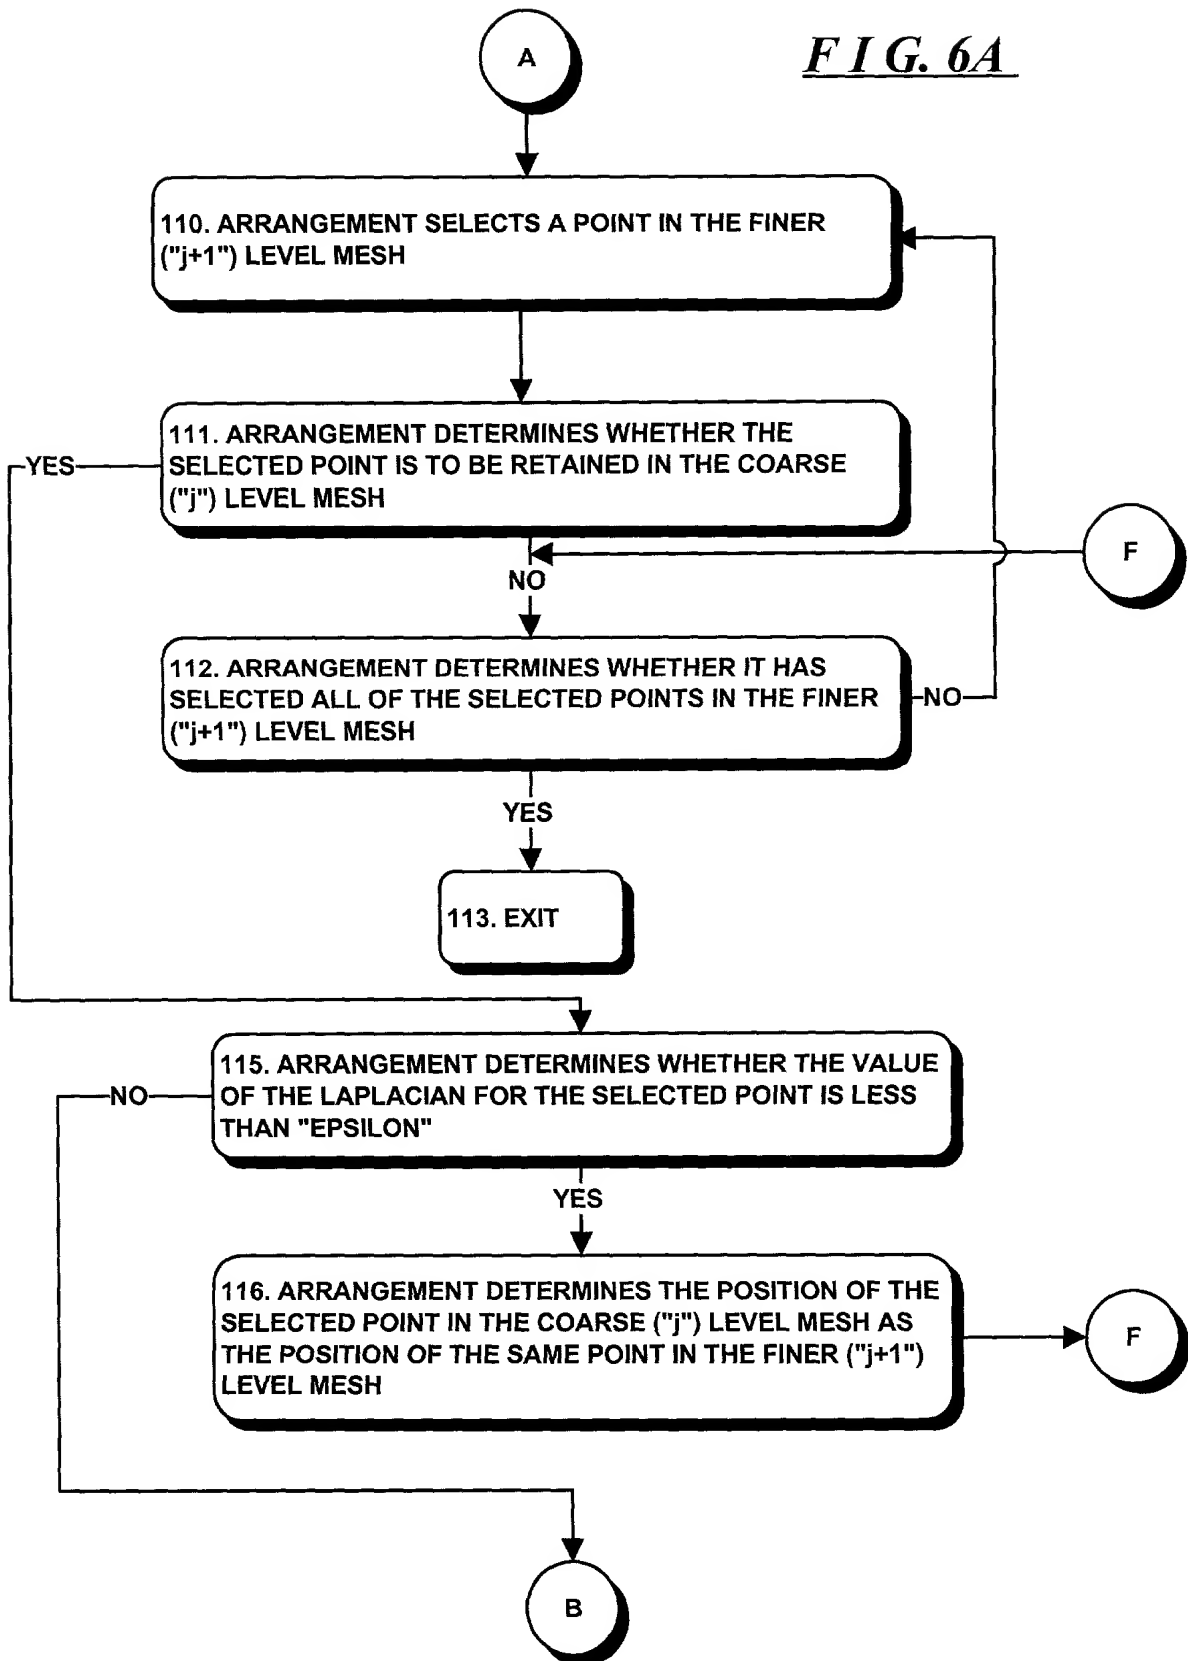 A
F I G. 6A
110. ARRANGEMENT SELECTS A POINT IN THE FINER
("j+1") LEVEL MESH
111. ARRANGEMENT DETERMINES WHETHER THE
SELECTED POINT IS TO BE RETAINED IN THE COARSE
("j") LEVEL MESH
YES
F
NO
112. ARRANGEMENT DETERMINES WHETHER IT HAS
SELECTED ALL OF THE SELECTED POINTS IN THE FINER
("j+1") LEVEL MESH
NO
YES
113. EXIT
115. ARRANGEMENT DETERMINES WHETHER THE VALUE
OF THE LAPLACIAN FOR THE SELECTED POINT IS LESS
THAN "EPSILON"
NO
YES
116. ARRANGEMENT DETERMINES THE POSITION OF THE
SELECTED POINT IN THE COARSE ("j") LEVEL MESH AS
THE POSITION OF THE SAME POINT IN THE FINER ("j+1")
LEVEL MESH
F
B